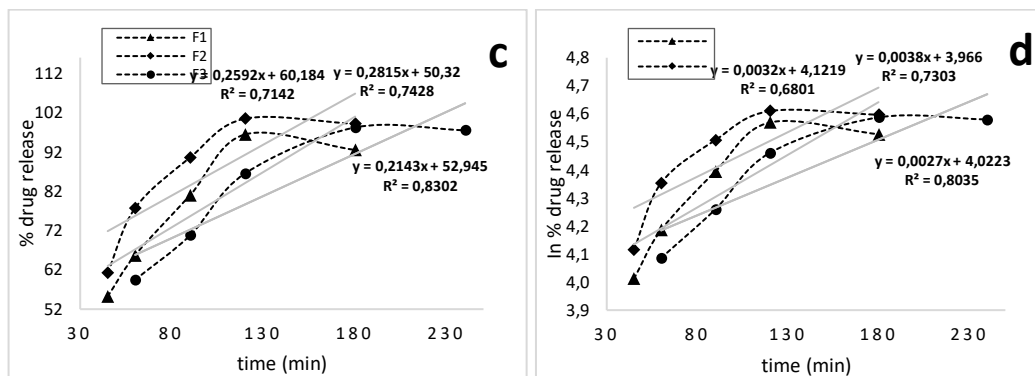 c
F1
F2
F3
y = 0,2592x + 60,184
R² = 0,7142
y = 0,2815x + 50,32
R² = 0,7428
y = 0,2143x + 52,945
R² = 0,8302
% drug release
112
102
92
82
72
62
52
30
80
130
180
230
time (min)
d
y = 0,0032x + 4,1219
R² = 0,6801
y = 0,0038x + 3,966
R² = 0,7303
y = 0,0027x + 4,0223
R² = 0,8035
ln % drug release
4,8
4,7
4,6
4,5
4,4
4,3
4,2
4,1
4,0
3,9
30
80
130
180
230
time (min)